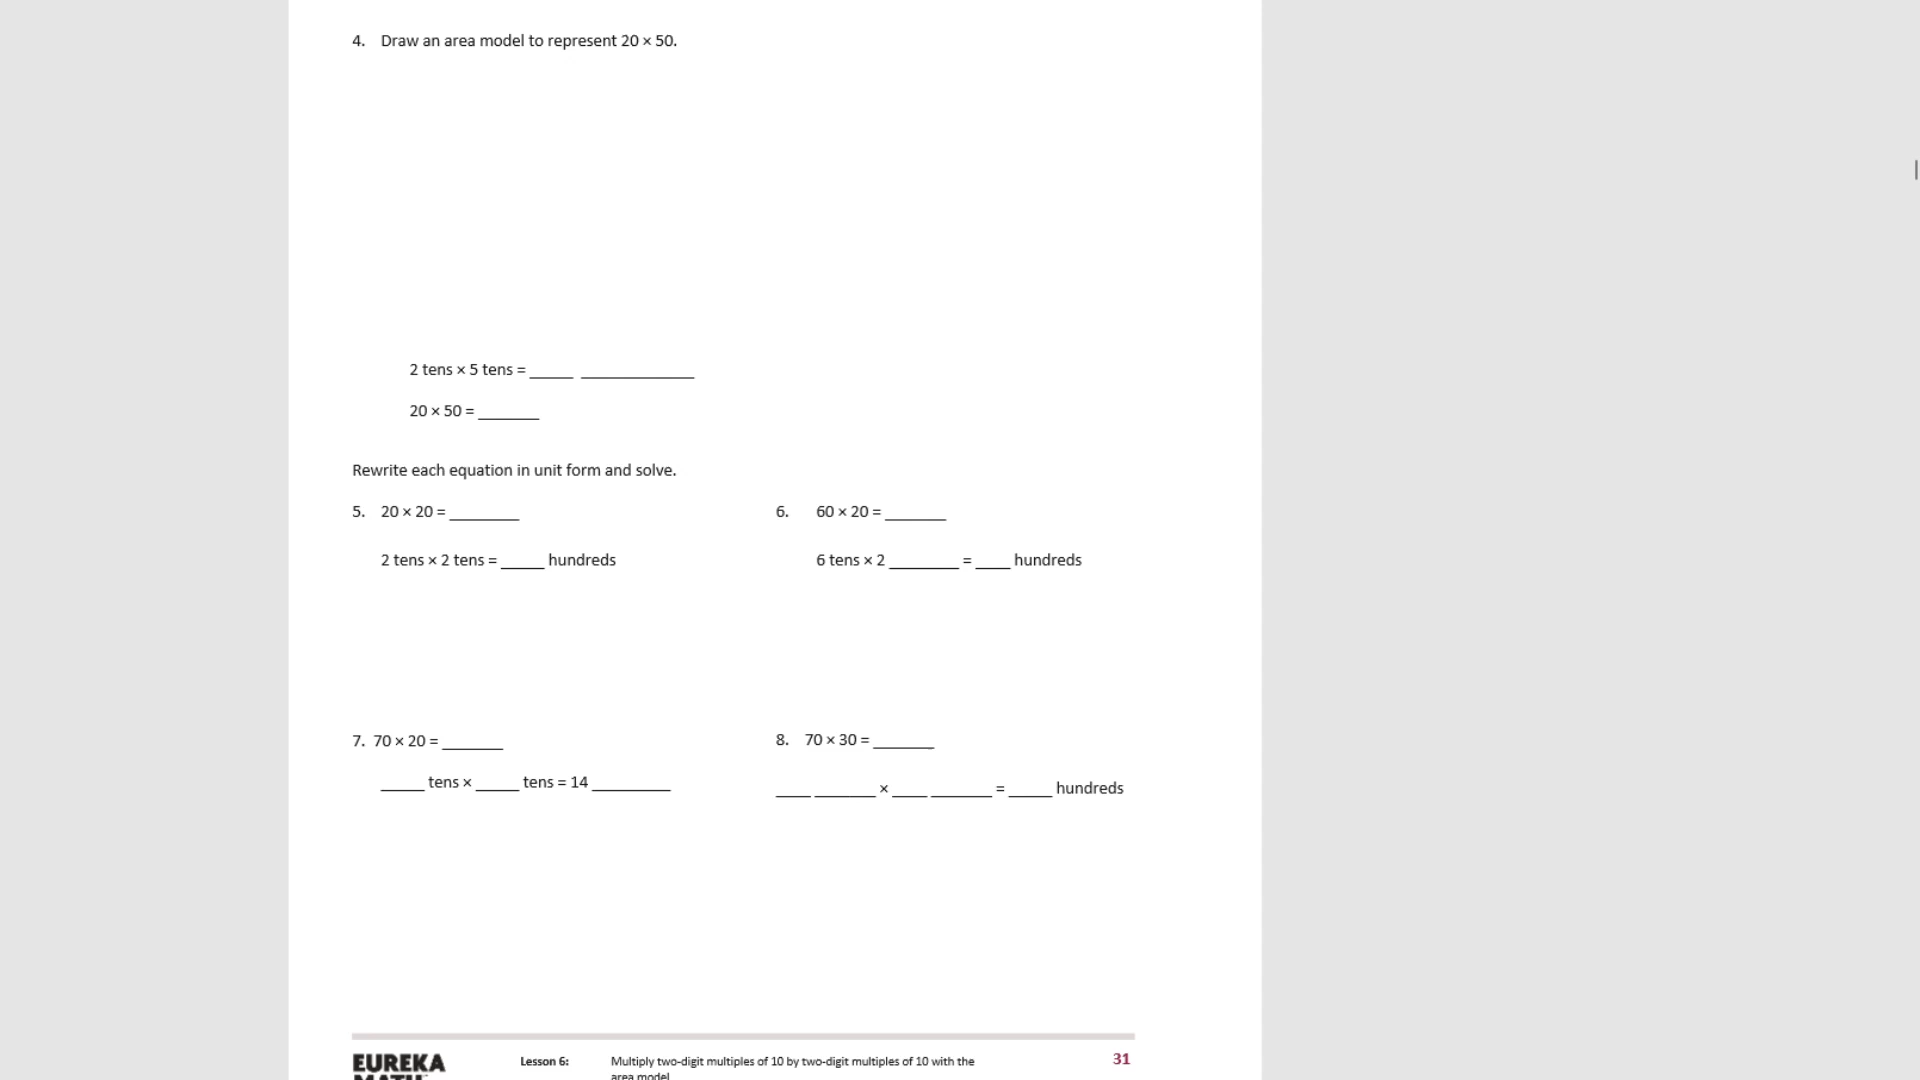 4. Draw an area model to represent 20 × 50.
2 tens × 5 tens = _____ _____________
20 × 50 = _______
Rewrite each equation in unit form and solve.
5. 20 × 20 = ________
6. 60 × 20 = _______
2 tens × 2 tens = _____ hundreds
6 tens × 2 ________ = ____ hundreds
7. 70 × 20 = _______
8. 70 × 30 = _______
_____ tens × _____ tens = 14 _________
____ _______ × ____ _______ = _____ hundreds
EUREKA
MATH™
Lesson 6:
Multiply two-digit multiples of 10 by two-digit multiples of 10 with the
area model.
31